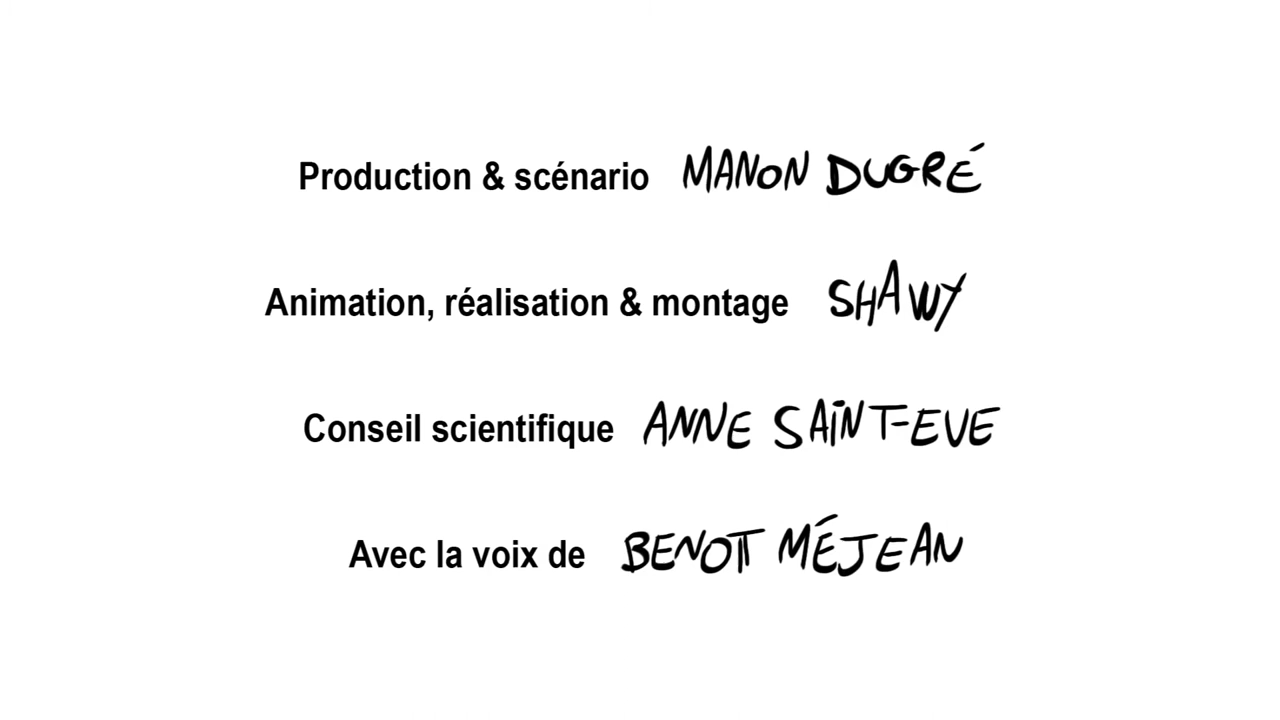 Production & scénario MANON DUGRÉ
Animation, réalisation & montage SHAWY
Conseil scientifique ANNE SAINT-EVE
Avec la voix de BENOIT MÉJEAN